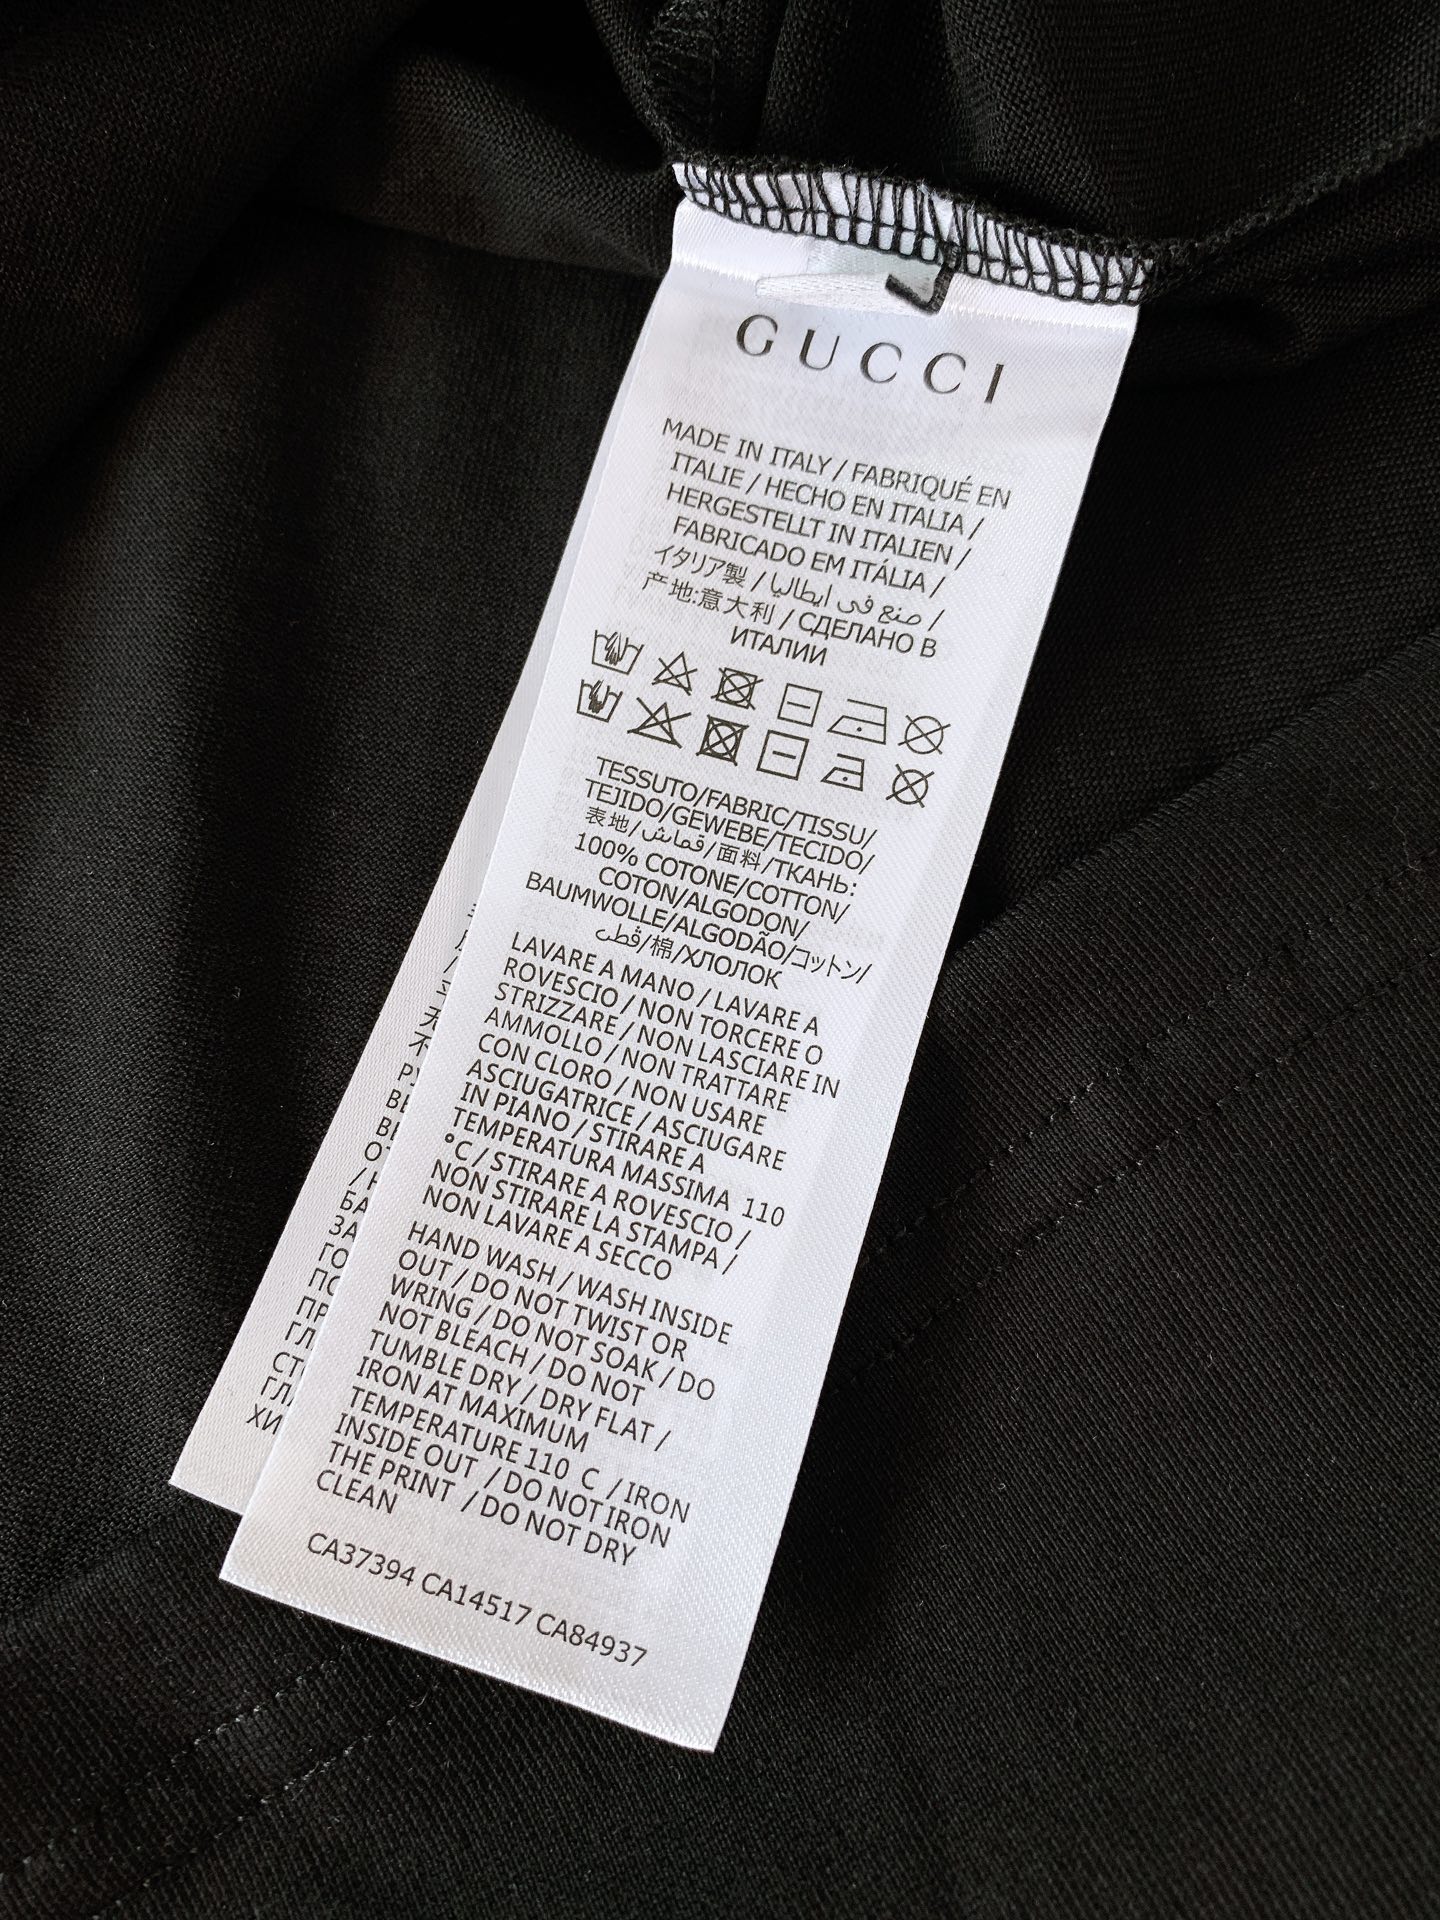 GUCCI
MADE IN ITALY / FABRIQUÉ EN
ITALIE / HECHO EN ITALIA /
HERGESTELLT IN ITALIEN /
FABRICADO EM ITÁLIA /
イタリア製 / صنع في ايطاليا /
产地:意大利 / СДЕЛАНО В
ИТАЛИИ
TESSUTO/FABRIC/TISSU/
TEJIDO/GEWEBE/TECIDO/
表地/قماش/面料/ТКАНЬ:
100% COTONE/COTTON/
COTON/ALGODON/
BAUMWOLLE/ALGODÃO/コットン/
قطن/棉/ХЛОПОК
LAVARE A MANO / LAVARE A
ROVESCIO / NON TORCERE O
STRIZZARE / NON LASCIARE IN
AMMOLLO / NON TRATTARE
CON CLORO / NON USARE
ASCIUGATRICE / ASCIUGARE
IN PIANO / STIRARE A
TEMPERATURA MASSIMA 110
°C / STIRARE A ROVESCIO /
NON STIRARE LA STAMPA /
NON LAVARE A SECCO
HAND WASH / WASH INSIDE
OUT / DO NOT TWIST OR
WRING / DO NOT SOAK / DO
NOT BLEACH / DO NOT
TUMBLE DRY / DRY FLAT /
IRON AT MAXIMUM
TEMPERATURE 110 C / IRON
INSIDE OUT / DO NOT IRON
THE PRINT / DO NOT DRY
CLEAN
CA37394 CA14517 CA84937